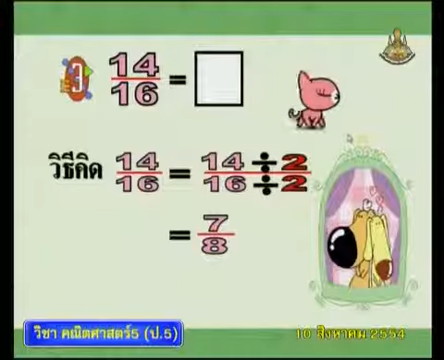 ๓ 14/16 = □
วิธีคิด 14/16 = 14÷2/16÷2
= 7/8
วิชา คณิตศาสตร์5 (ป.5)
10 สิงหาคม 2554